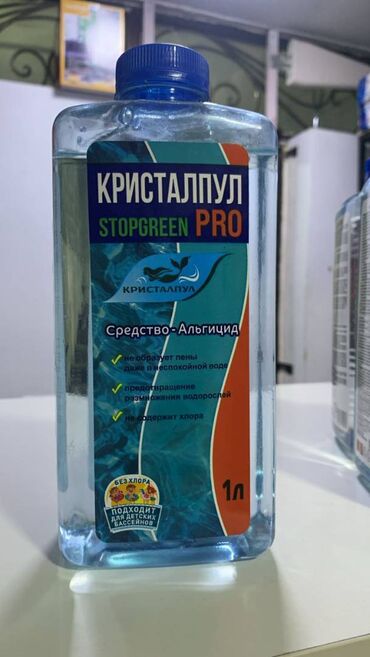 КРИСТАЛПУЛ
STOPGREEN PRO
КРИСТАЛПУЛ
Средство-Альгицид
не образует пены
даже в неспокойной воде
предотвращение
размножения водорослей
не содержит хлора
БЕЗ ХЛОРА
ПОДХОДИТ
ДЛЯ ДЕТСКИХ
БАССЕЙНОВ
1л